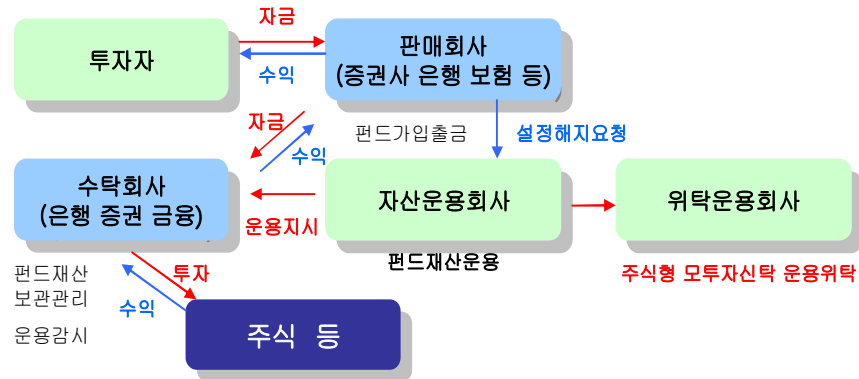 자금
투자자
판매회사
(증권사 은행 보험 등)
수익
자금
펀드가입출금
설정해지요청
수익
수탁회사
(은행 증권 금융)
자산운용회사
위탁운용회사
운용지시
펀드재산운용
펀드재산
보관관리
투자
주식형 모투자신탁 운용위탁
수익
운용감시
주식 등